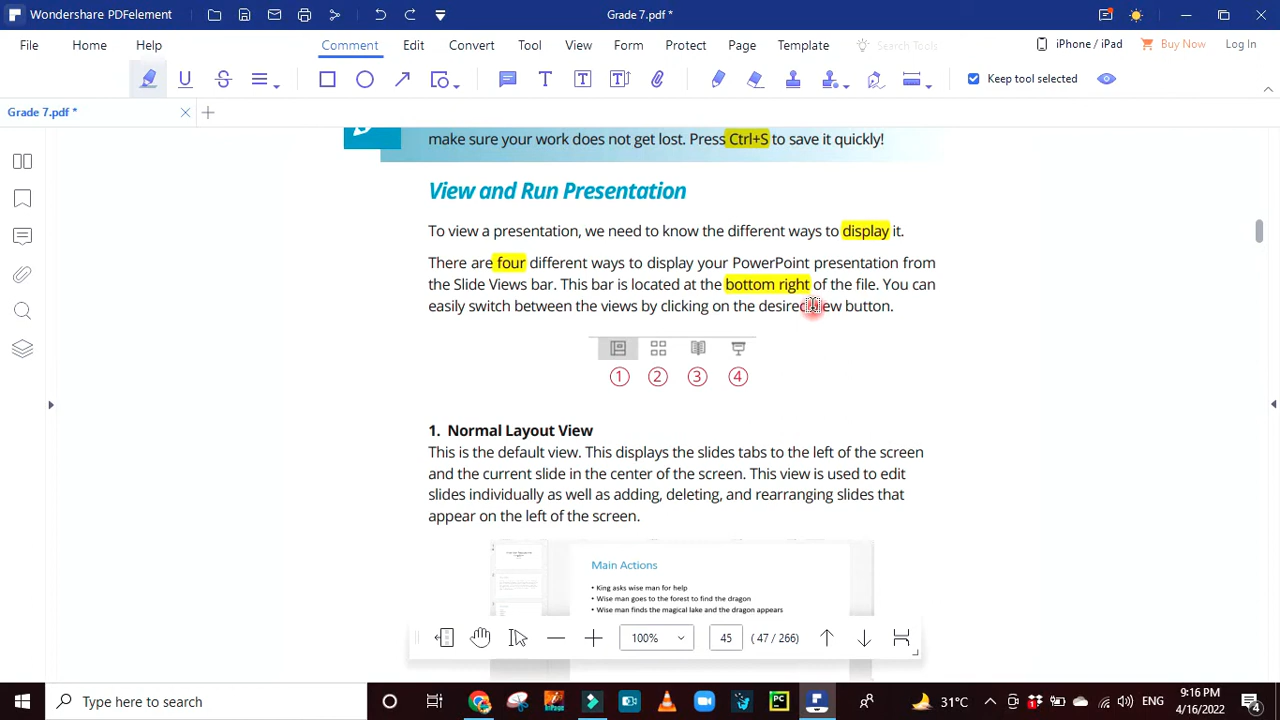 Wondershare PDFelement
Grade 7.pdf *
File Home Help Comment Edit Convert Tool View Form Protect Page Template Search Tools iPhone / iPad Buy Now Log In
Keep tool selected
Grade 7.pdf *
make sure your work does not get lost. Press Ctrl+S to save it quickly!
View and Run Presentation
To view a presentation, we need to know the different ways to display it.
There are four different ways to display your PowerPoint presentation from
the Slide Views bar. This bar is located at the bottom right of the file. You can
easily switch between the views by clicking on the desired view button.
1 2 3 4
1. Normal Layout View
This is the default view. This displays the slides tabs to the left of the screen
and the current slide in the center of the screen. This view is used to edit
slides individually as well as adding, deleting, and rearranging slides that
appear on the left of the screen.
Main Actions
• King asks wise man for help
• Wise man goes to the forest to find the dragon
• Wise man finds the magical lake and the dragon appears
100% 45 (47 / 266)
Type here to search
31°C
ENG
9:16 PM
4/16/2022
4